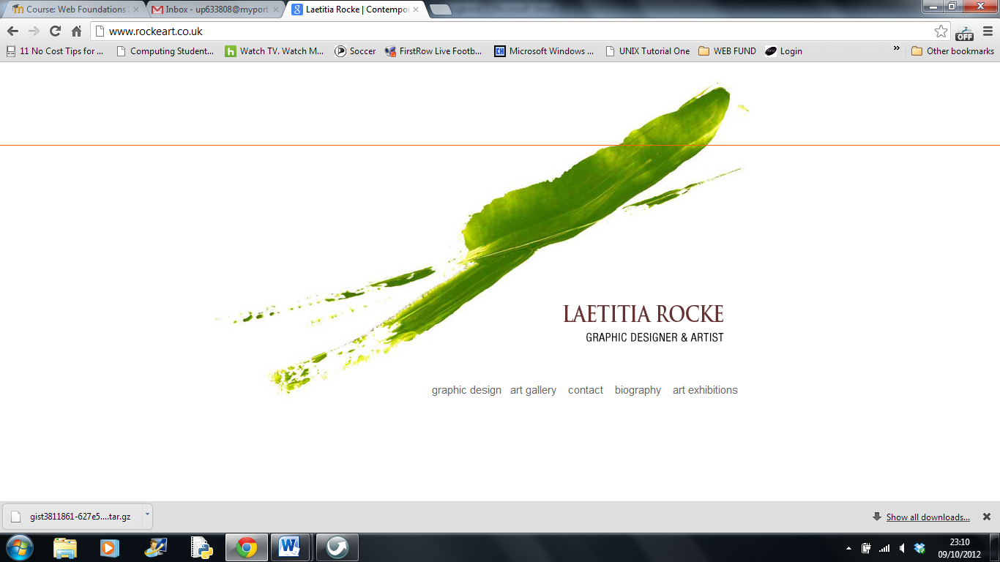 Course: Web Foundations
Inbox - up633808@myport
Laetitia Rocke | Contempor
www.rockeart.co.uk
OFF
11 No Cost Tips for ...
Computing Student...
Watch TV. Watch M...
Soccer
FirstRow Live Footb...
Microsoft Windows ...
UNIX Tutorial One
WEB FUND
Login
»
Other bookmarks
LAETITIA ROCKE
GRAPHIC DESIGNER & ARTIST
graphic design art gallery contact biography art exhibitions
gist3811861-627e5....tar.gz
Show all downloads...
23:10
09/10/2012